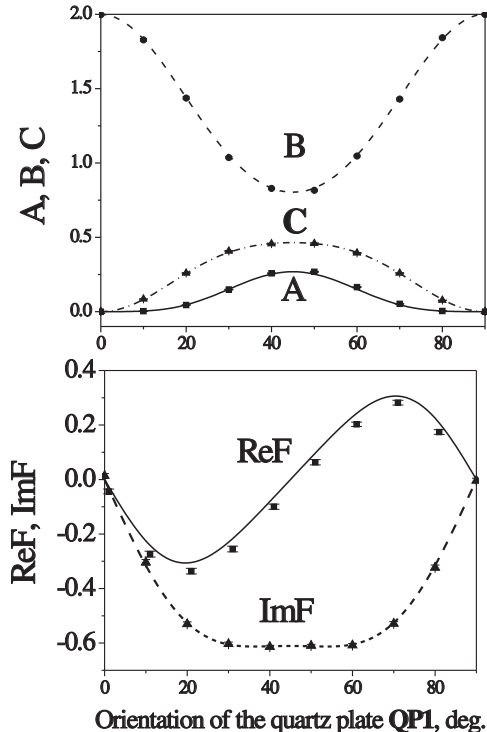 2.0
1.5
1.0
0.5
0.0
A, B, C
B
C
A
0 20 40 60 80
0.4
0.2
0.0
-0.2
-0.4
-0.6
ReF, ImF
ReF
ImF
0 20 40 60 80
Orientation of the quartz plate QP1, deg.